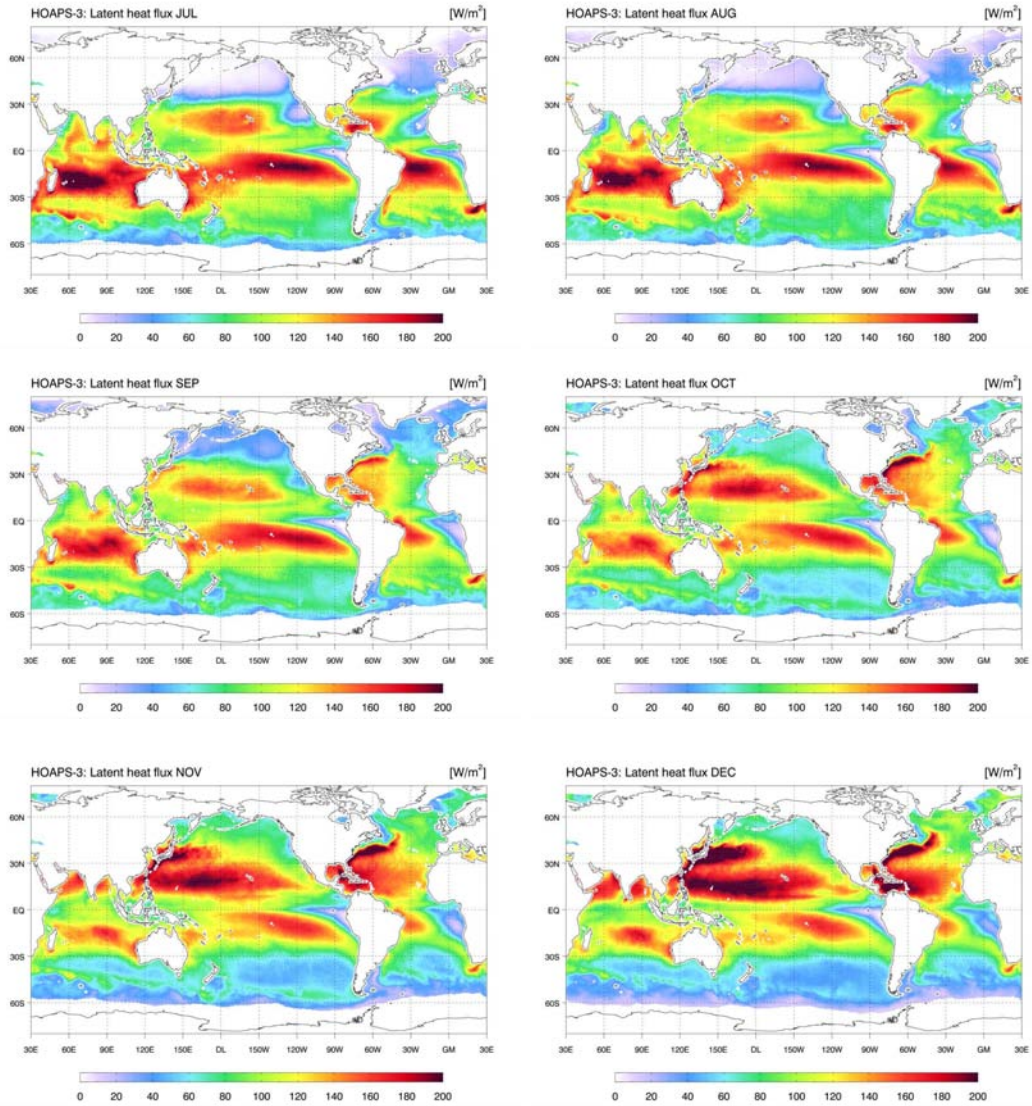 HOAPS-3: Latent heat flux JUL [W/m²]
60N
30N
EQ
30S
60S
30E 60E 90E 120E 150E DL 150W 120W 90W 60W 30W GM 30E
0 20 40 60 80 100 120 140 160 180 200
HOAPS-3: Latent heat flux AUG [W/m²]
60N
30N
EQ
30S
60S
30E 60E 90E 120E 150E DL 150W 120W 90W 60W 30W GM 30E
0 20 40 60 80 100 120 140 160 180 200
HOAPS-3: Latent heat flux SEP [W/m²]
60N
30N
EQ
30S
60S
30E 60E 90E 120E 150E DL 150W 120W 90W 60W 30W GM 30E
0 20 40 60 80 100 120 140 160 180 200
HOAPS-3: Latent heat flux OCT [W/m²]
60N
30N
EQ
30S
60S
30E 60E 90E 120E 150E DL 150W 120W 90W 60W 30W GM 30E
0 20 40 60 80 100 120 140 160 180 200
HOAPS-3: Latent heat flux NOV [W/m²]
60N
30N
EQ
30S
60S
30E 60E 90E 120E 150E DL 150W 120W 90W 60W 30W GM 30E
0 20 40 60 80 100 120 140 160 180 200
HOAPS-3: Latent heat flux DEC [W/m²]
60N
30N
EQ
30S
60S
30E 60E 90E 120E 150E DL 150W 120W 90W 60W 30W GM 30E
0 20 40 60 80 100 120 140 160 180 200